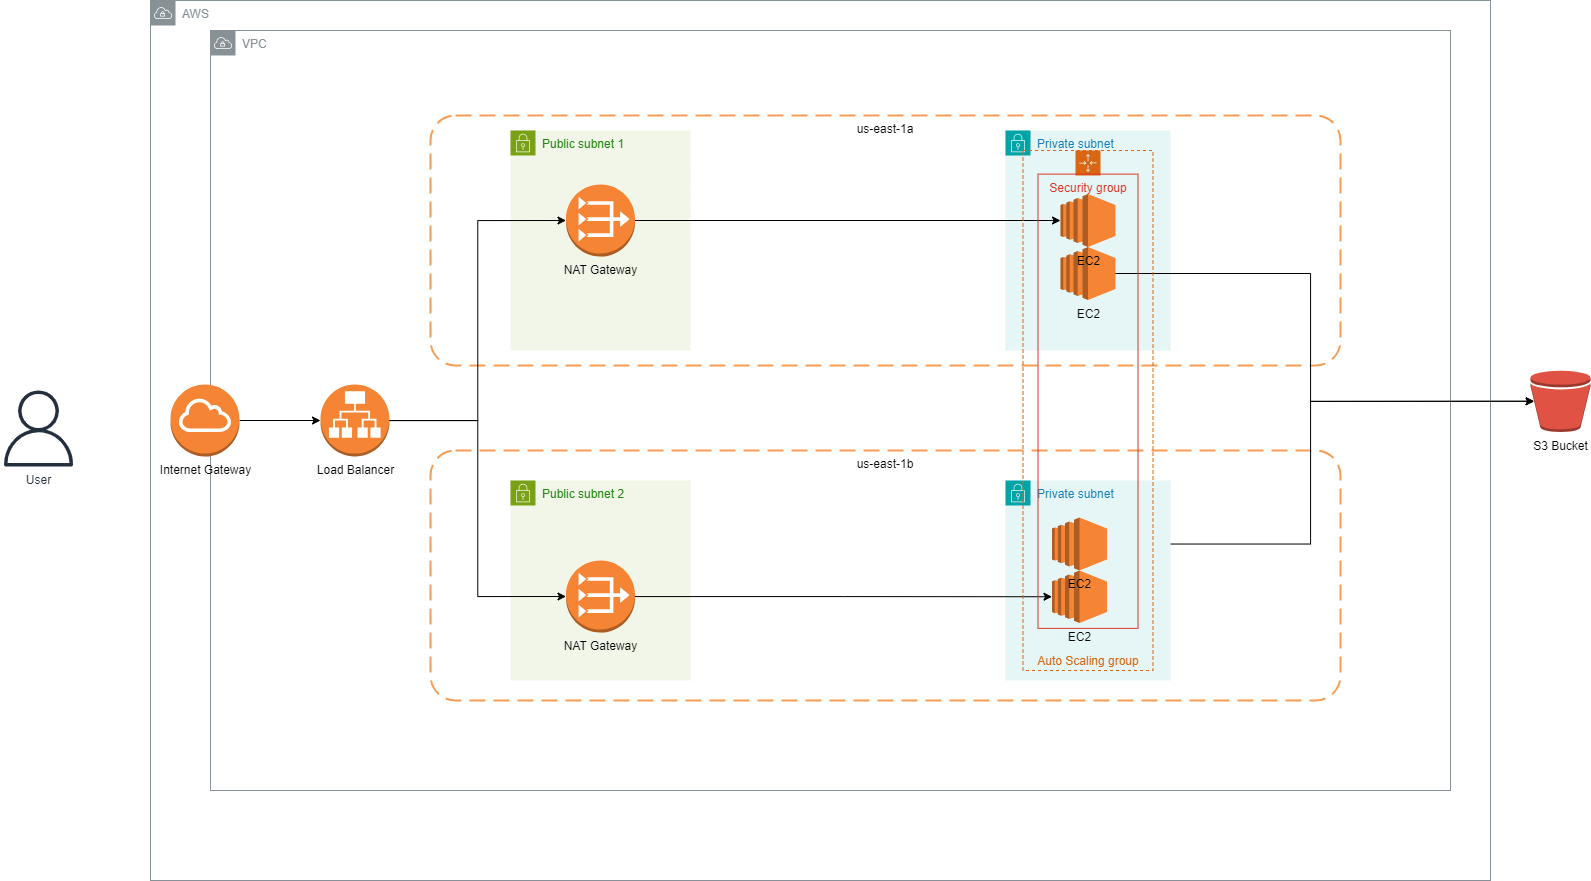 AWS
VPC
us-east-1a
Public subnet 1
Private subnet
Security group
NAT Gateway
EC2
EC2
User
Internet Gateway
Load Balancer
S3 Bucket
us-east-1b
Public subnet 2
Private subnet
EC2
NAT Gateway
EC2
Auto Scaling group